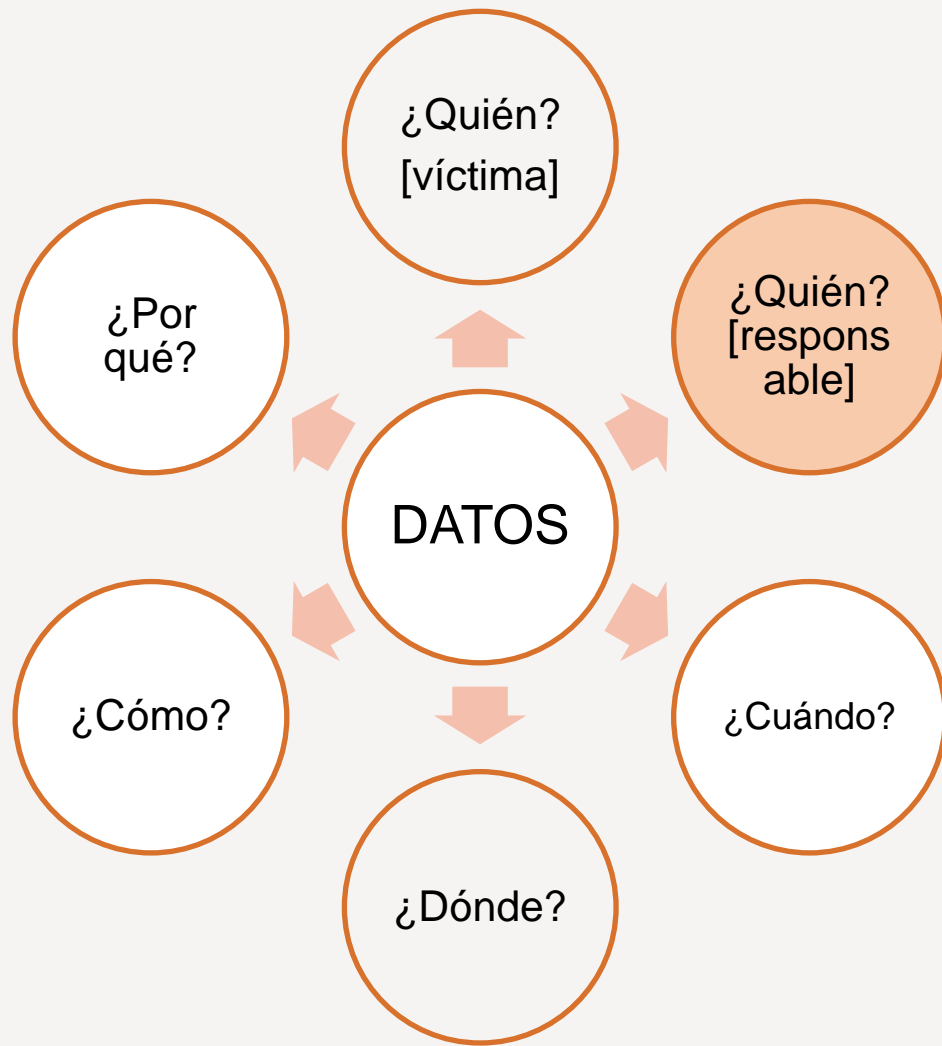 ¿Quién?
[víctima]
¿Por
qué?
¿Quién?
[respons
able]
DATOS
¿Cómo?
¿Cuándo?
¿Dónde?